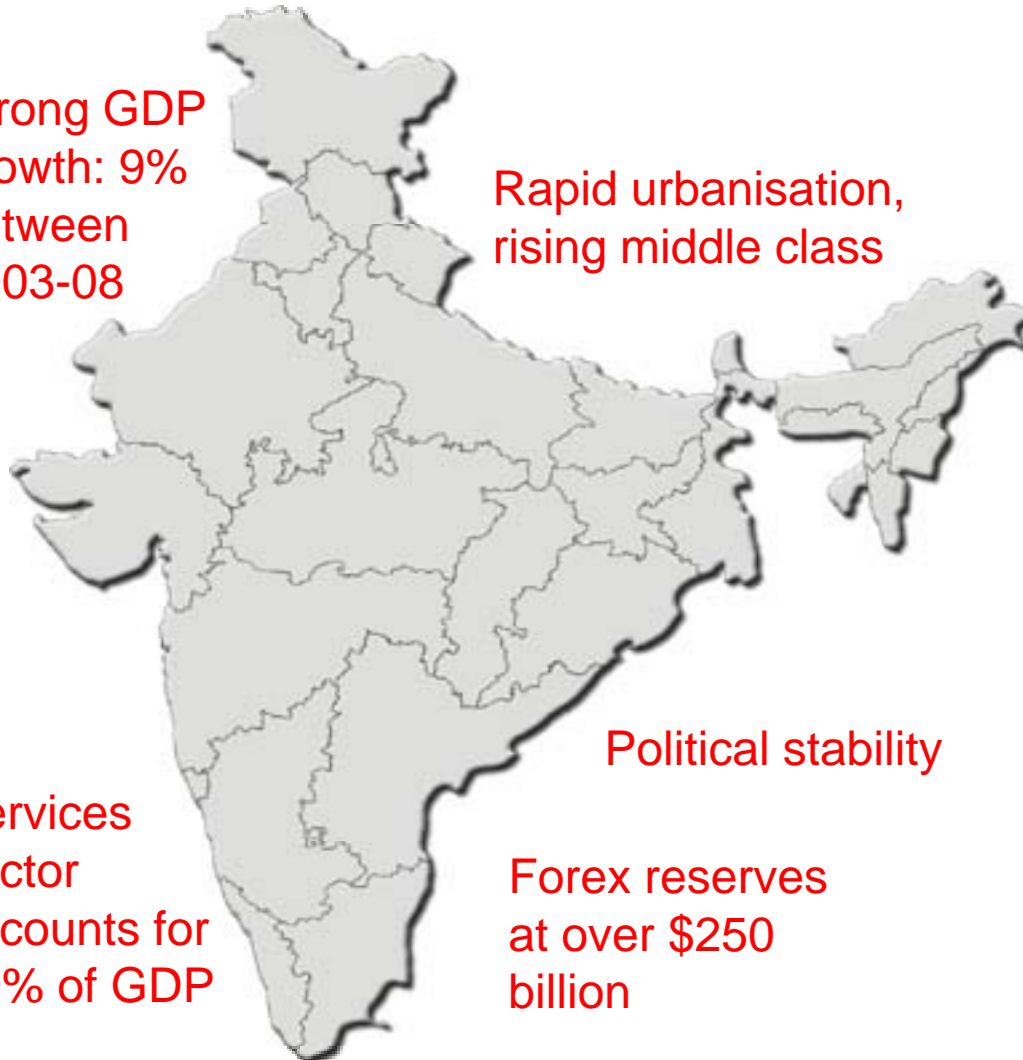 rong GDP
owth: 9%
tween
03-08
Rapid urbanisation,
rising middle class
Political stability
ervices
ctor
counts for
% of GDP
Forex reserves
at over $250
billion